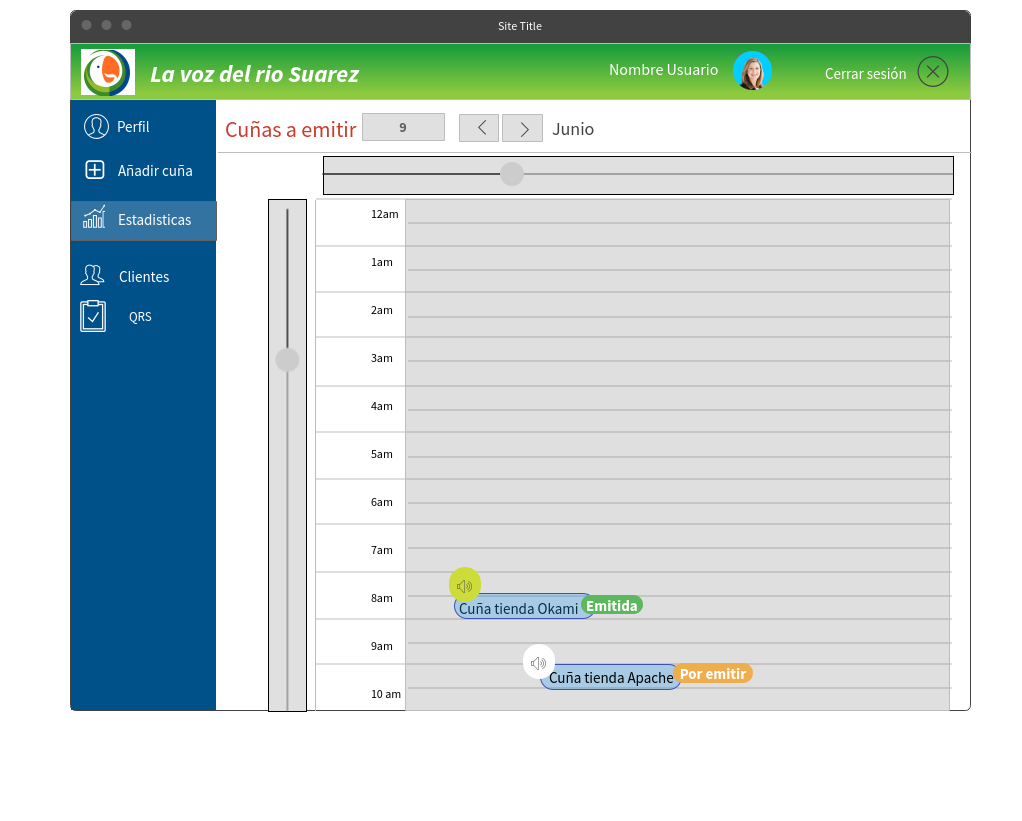 Site Title
La voz del rio Suarez
Nombre Usuario
Cerrar sesión
Perfil
Añadir cuña
Estadisticas
Clientes
QRS
Cuñas a emitir
9
Junio
12am
1am
2am
3am
4am
5am
6am
7am
8am
Cuña tienda Okami
Emitida
9am
Cuña tienda Apache
Por emitir
10 am